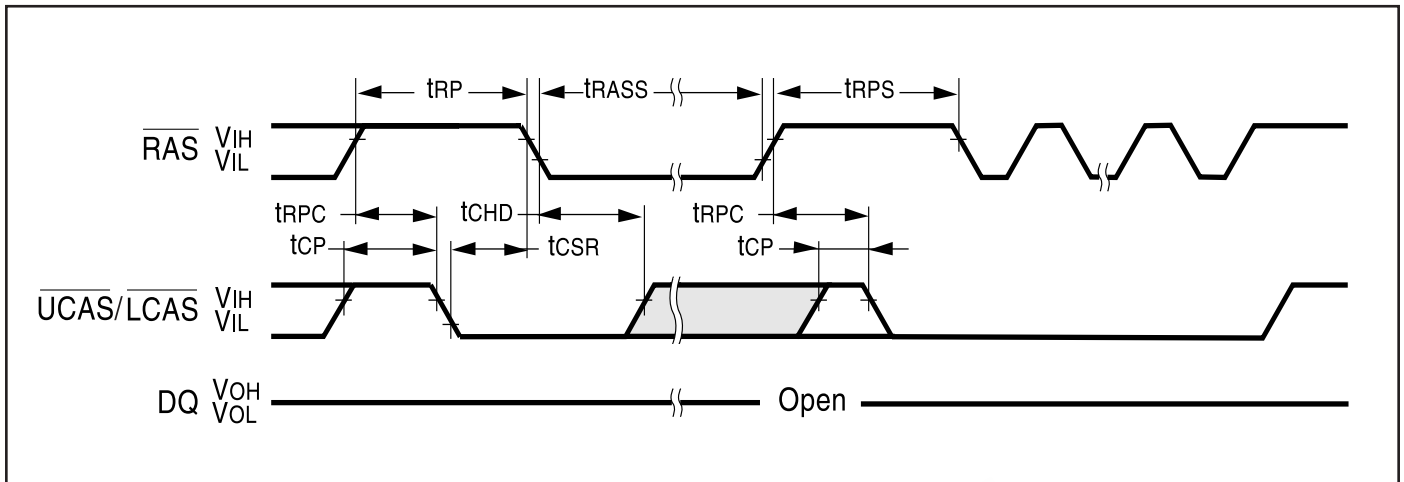 tRP tRASS tRPS
RAS VIH
VIL
tRPC tCHD tRPC
tCP tCSR tCP
UCAS/LCAS VIH
VIL
DQ VOH
VOL
Open